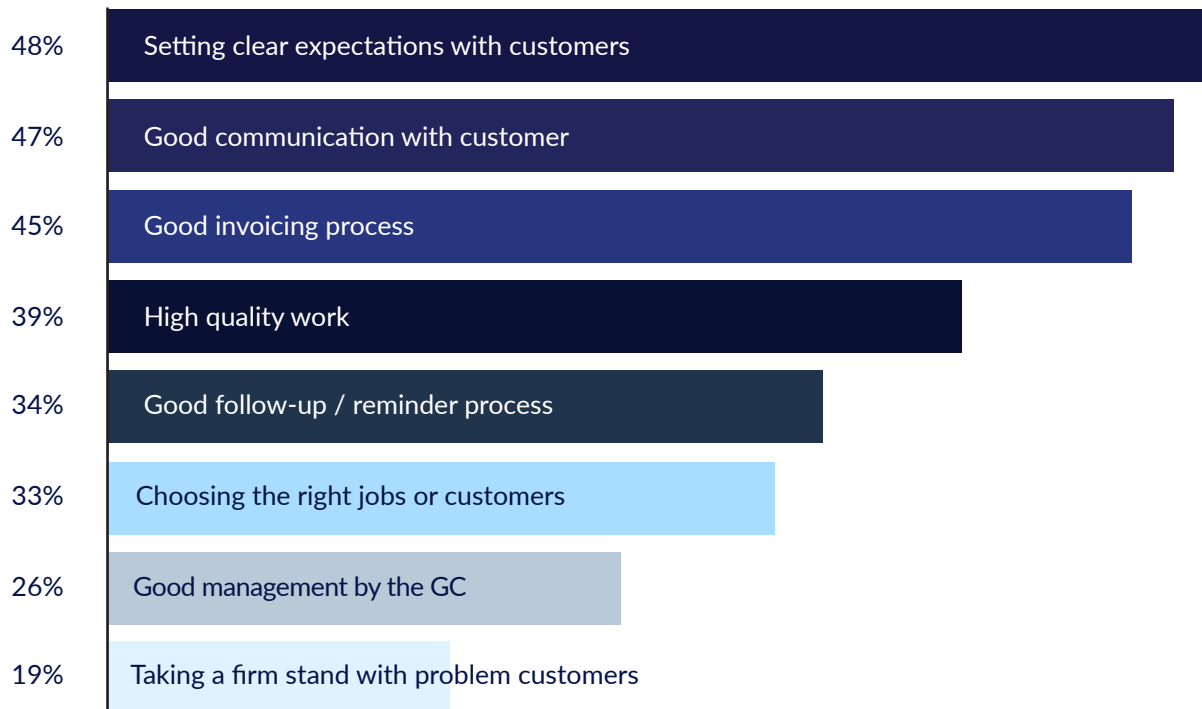 48% Setting clear expectations with customers
47% Good communication with customer
45% Good invoicing process
39% High quality work
34% Good follow-up / reminder process
33% Choosing the right jobs or customers
26% Good management by the GC
19% Taking a firm stand with problem customers